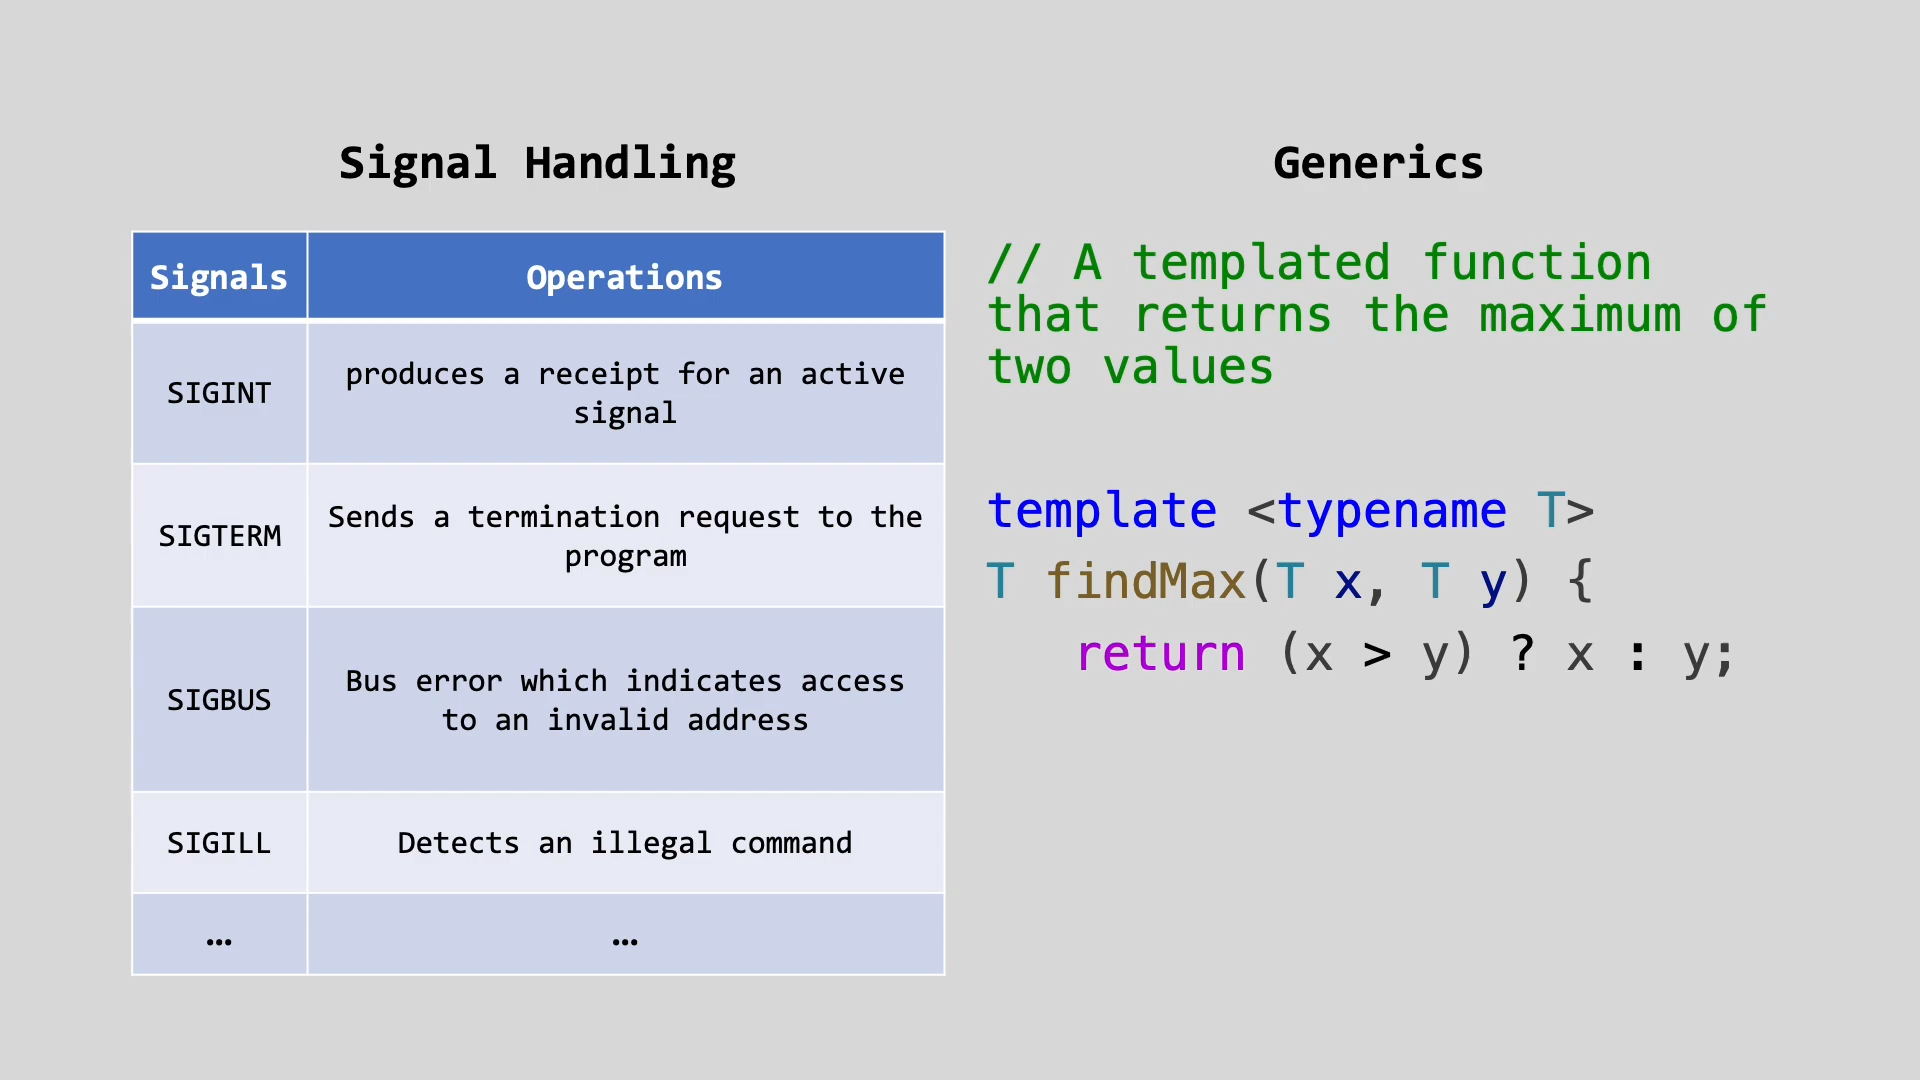 Signal Handling
Signals
Operations
SIGINT
produces a receipt for an active
signal
SIGTERM
Sends a termination request to the
program
SIGBUS
Bus error which indicates access
to an invalid address
SIGILL
Detects an illegal command
…
…
Generics
// A templated function
that returns the maximum of
two values
template <typename T>
T findMax(T x, T y) {
return (x > y) ? x : y;